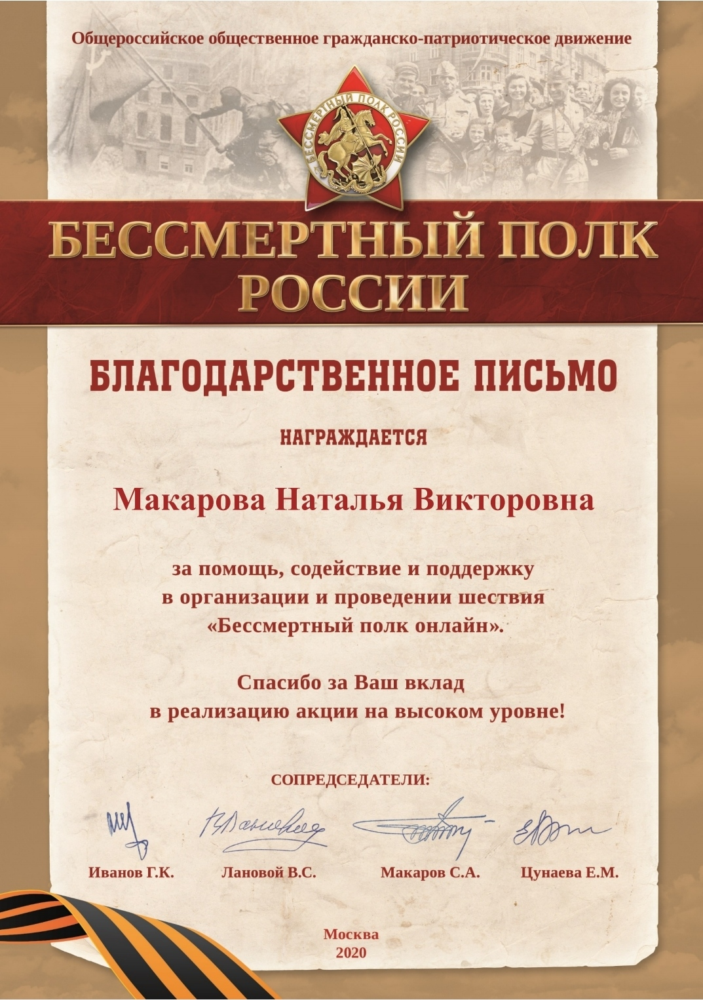 Общероссийское общественное гражданско-патриотическое движение
БЕССМЕРТНЫЙ ПОЛК РОССИИ
БЕССМЕРТНЫЙ ПОЛК
РОССИИ
БЛАГОДАРСТВЕННОЕ ПИСЬМО
НАГРАЖДАЕТСЯ
Макарова Наталья Викторовна
за помощь, содействие и поддержку
в организации и проведении шествия
«Бессмертный полк онлайн».
Спасибо за Ваш вклад
в реализацию акции на высоком уровне!
СОПРЕДСЕДАТЕЛИ:
Иванов Г.К. Лановой В.С. Макаров С.А. Цунаева Е.М.
Москва
2020